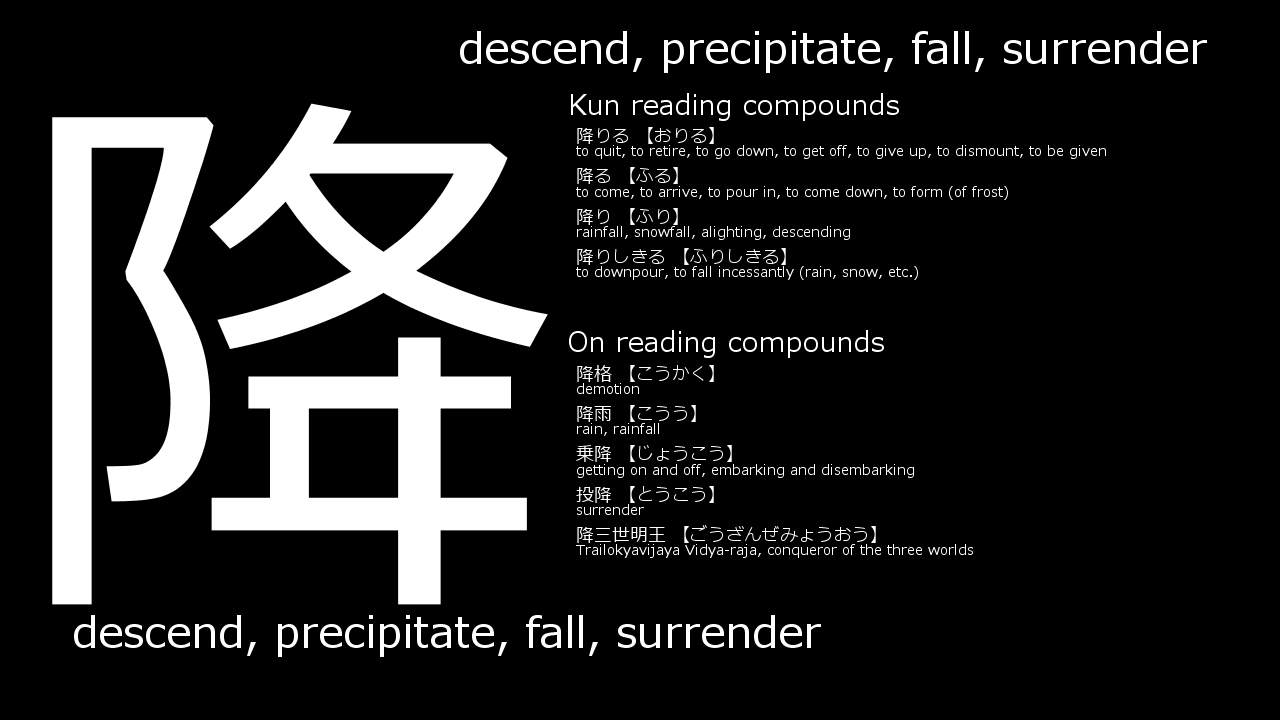 descend, precipitate, fall, surrender
降
Kun reading compounds
降りる 【おりる】
to quit, to retire, to go down, to get off, to give up, to dismount, to be given
降る 【ふる】
to come, to arrive, to pour in, to come down, to form (of frost)
降り 【ふり】
rainfall, snowfall, alighting, descending
降りしきる 【ふりしきる】
to downpour, to fall incessantly (rain, snow, etc.)
On reading compounds
降格 【こうかく】
demotion
降雨 【こうう】
rain, rainfall
乗降 【じょうこう】
getting on and off, embarking and disembarking
投降 【とうこう】
surrender
降三世明王 【ごうざんぜみょうおう】
Trailokyavijaya Vidya-raja, conqueror of the three worlds
descend, precipitate, fall, surrender